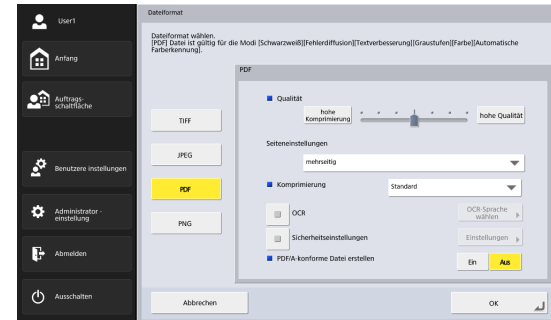 User1
Anfang
Auftrags-
schaltfläche
Benutzere instellungen
Administrator -
einstellung
Abmelden
Ausschalten
Dateiformat
Dateiformat wählen.
[PDF] Datei ist gültig für die Modi [Schwarzweiß][Fehlerdiffusion][Textverbesserung][Graustufen][Farbe][Automatische
Farberkennung].
TIFF
JPEG
PDF
PNG
PDF
Qualität
hohe
Komprimierung
hohe Qualität
Seiteneinstellungen
mehrseitig
Komprimierung
Standard
OCR
OCR-Sprache
wählen
Sicherheitseinstellungen
Einstellungen
PDF/A-konforme Datei erstellen
Ein
Aus
Abbrechen
OK